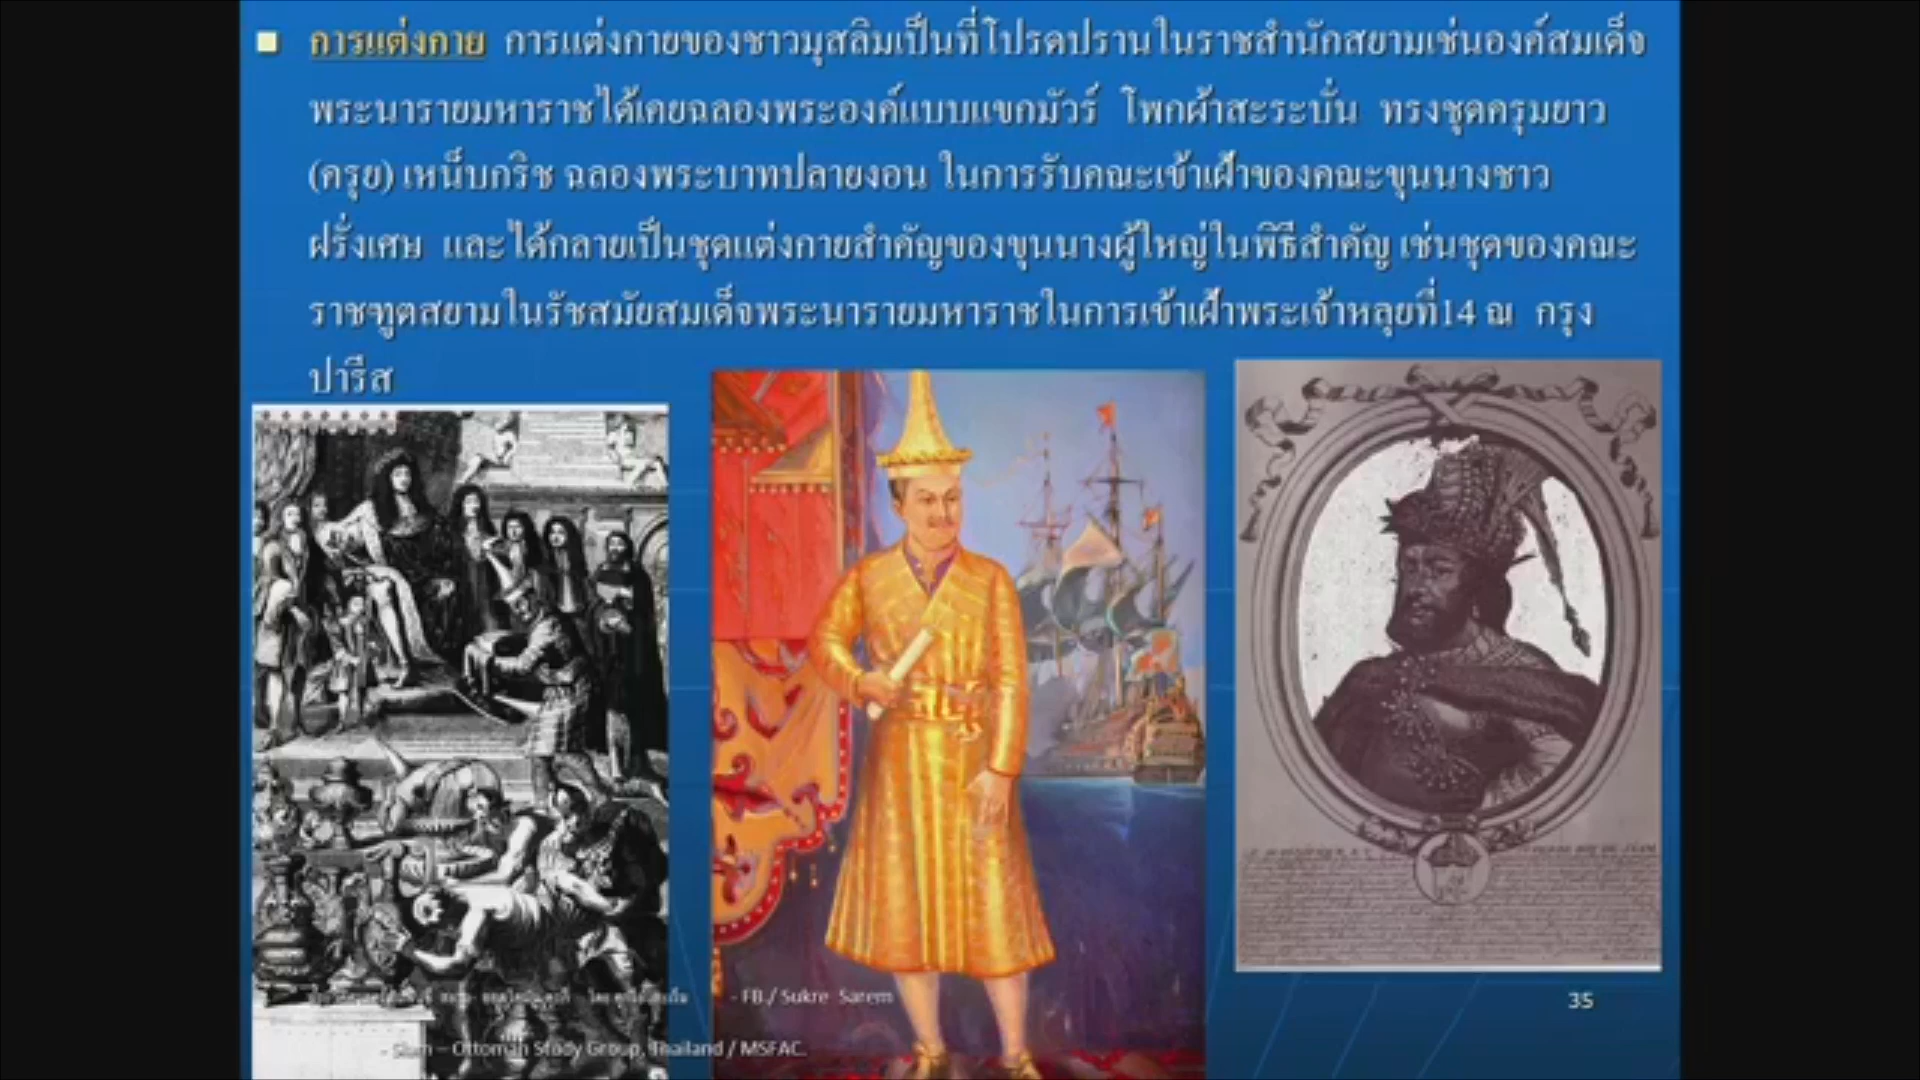 การแต่งกาย การแต่งกายของชาวมุสลิมเป็นที่โปรดปรานในราชสำนักสยามเช่นองค์สมเด็จ
พระนารายมหาราชได้เคยฉลองพระองค์แบบแขกมัวร์ โพกผ้าสะระบั่น ทรงชุดครุมยาว
(ครุย) เหน็บกริช ฉลองพระบาทปลายงอน ในการรับคณะเข้าเฝ้าของคณะขุนนางชาว
ฝรั่งเศษ และได้กลายเป็นชุดแต่งกายสำคัญของขุนนางผู้ใหญ่ในพิธีสำคัญ เช่นชุดของคณะ
ราชฑูตสยามในรัชสมัยสมเด็จพระนารายมหาราชในการเข้าเฝ้าพระเจ้าหลุยที่14 ณ กรุง
ปารีส
- FB./ Sukre Sarem
35
- Siam – Ottoman Study Group, Thailand / MSFAC.